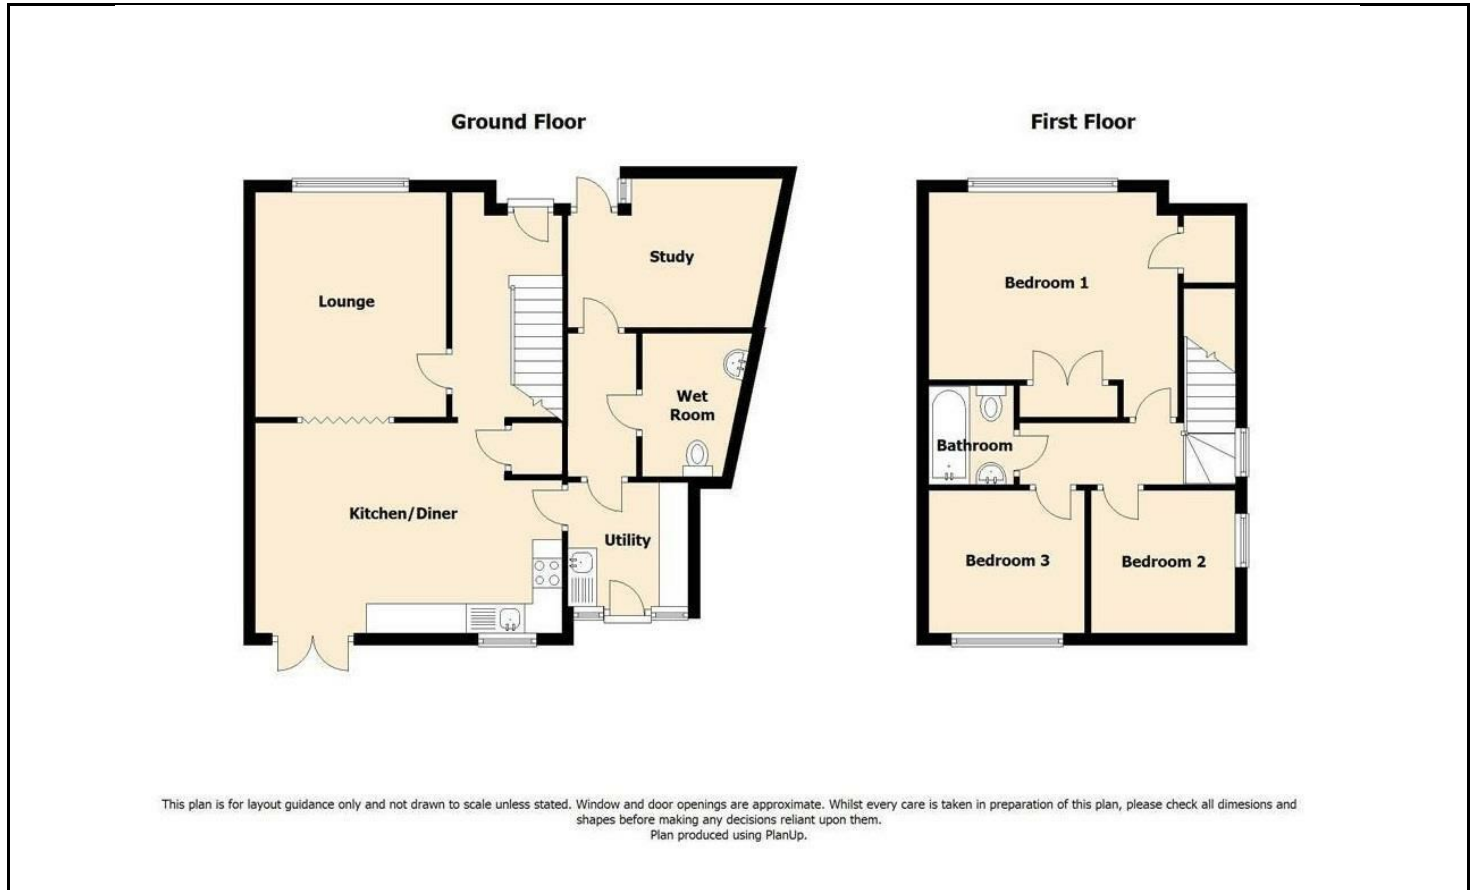 Ground Floor
First Floor
Lounge
Study
Wet
Room
Kitchen/Diner
Utility
Bedroom 1
Bathroom
Bedroom 3
Bedroom 2
This plan is for layout guidance only and not drawn to scale unless stated. Window and door openings are approximate. Whilst every care is taken in preparation of this plan, please check all dimesions and
shapes before making any decisions reliant upon them.
Plan produced using PlanUp.